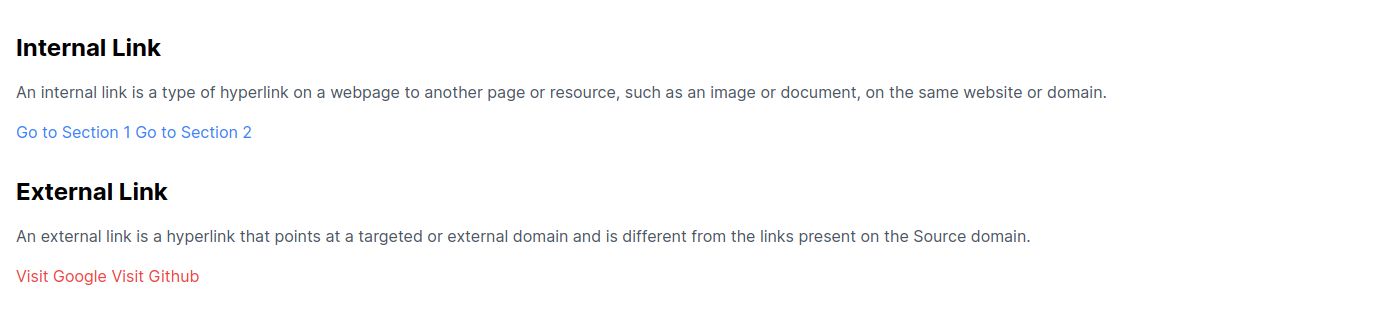 Internal Link
An internal link is a type of hyperlink on a webpage to another page or resource, such as an image or document, on the same website or domain.
Go to Section 1 Go to Section 2
External Link
An external link is a hyperlink that points at a targeted or external domain and is different from the links present on the Source domain.
Visit Google Visit Github